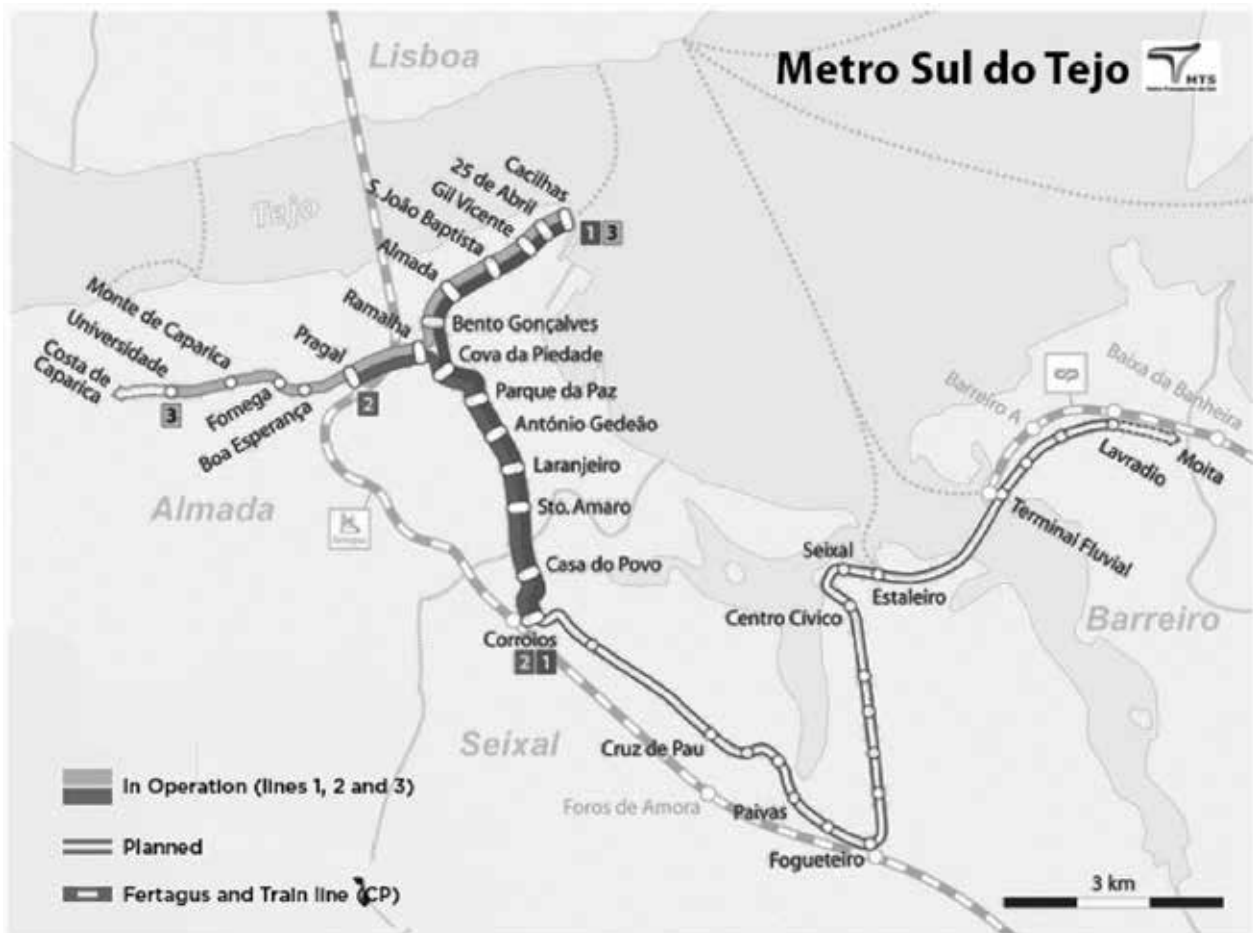 Lisboa
Metro Sul do Tejo
MTS
Tejo
Cacilhas
25 de Abril
Gil Vicente
S. João Baptista
Almada
1 3
Ramalha
Bento Gonçalves
Monte de Caparica
Universidade
Costa de
Caparica
Pragal
Cova da Piedade
3
Fomega
Boa Esperança
2
Parque da Paz
António Gedeão
Laranjeiro
Sto. Amaro
Casa do Povo
Almada
Corroios
2 1
Barreiro A
Baixa da Banheira
Lavradio
Moita
Terminal Fluvial
Seixal
Estaleiro
Centro Cívico
Barreiro
Seixal
Cruz de Pau
Foros de Amora
Paivas
Fogueteiro
In Operation (lines 1, 2 and 3)
Planned
Fertagus and Train line (CP)
3 km